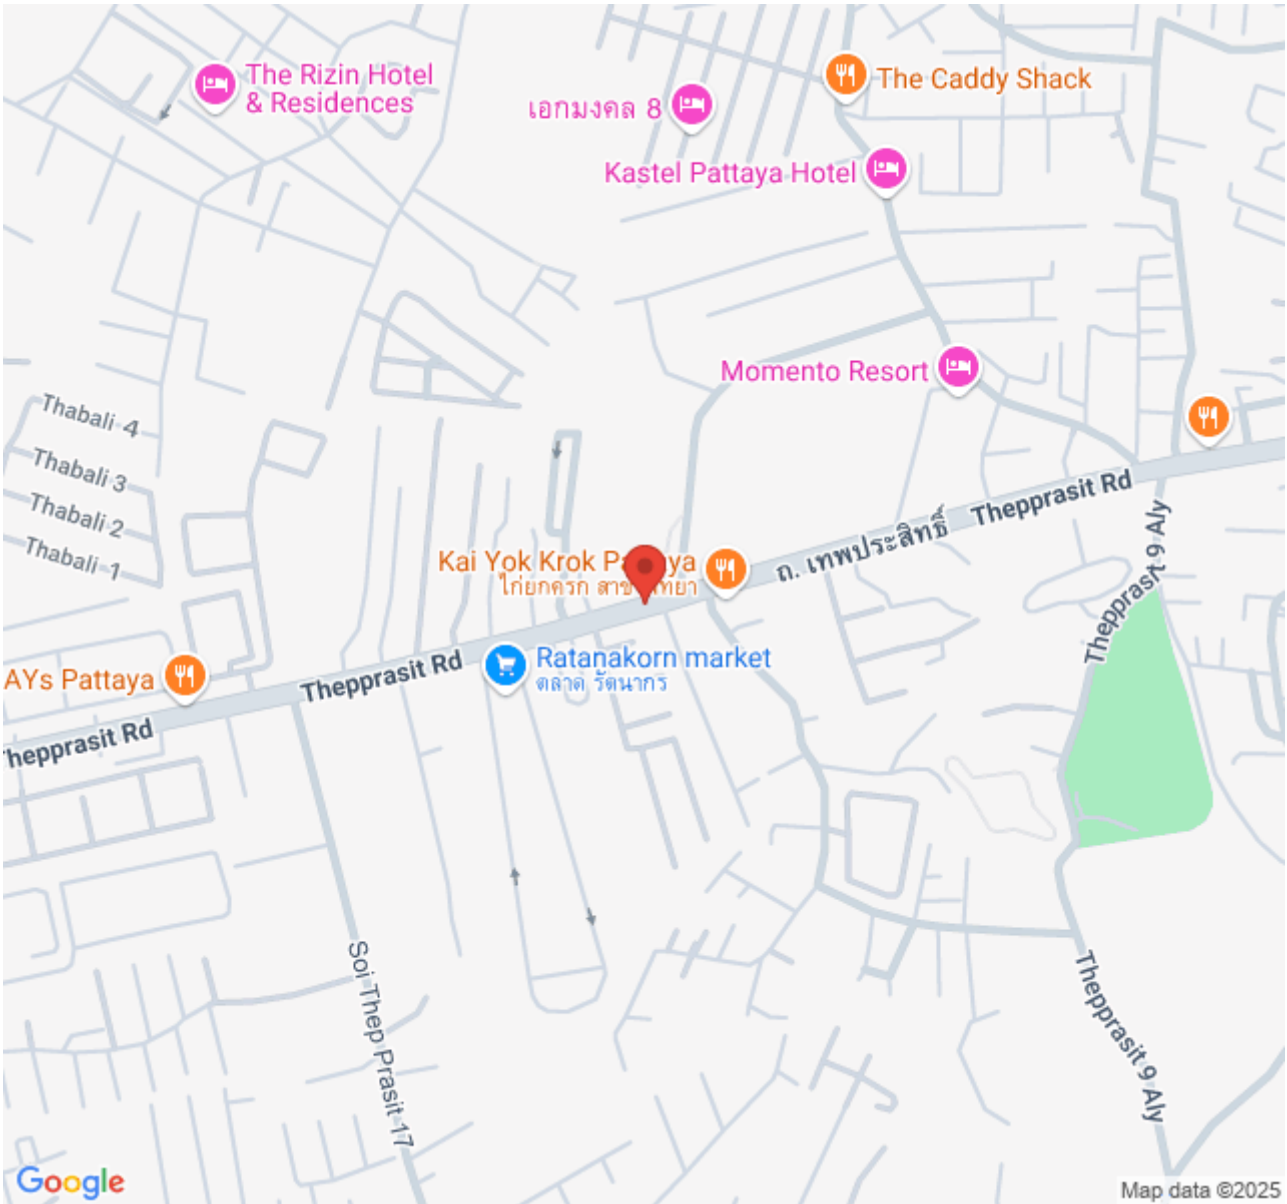 The Rizin Hotel
& Residences
เอกมงคล 8
The Caddy Shack
Kastel Pattaya Hotel
Momento Resort
Thabali 4
Thabali 3
Thabali 2
Thabali 1
Thepprasit Rd
ถ. เทพประสิทธิ์
Thepprasit 9 Aly
Kai Yok Krok
ไก่ยกครก
Ratanakorn market
ตลาด รัตนากร
Thepprasit Rd
AYs Pattaya
Thepprasit Rd
Soi Thep Prasit 17
Thepprasit 9 Aly
Google
Map data ©2025